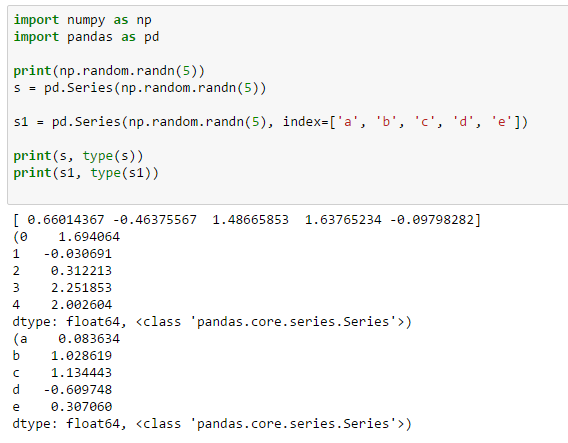 import numpy as np
import pandas as pd
print(np.random.randn(5))
s = pd.Series(np.random.randn(5))
s1 = pd.Series(np.random.randn(5), index=['a', 'b', 'c', 'd', 'e'])
print(s, type(s))
print(s1, type(s1))
[ 0.66014367 -0.46375567  1.48665853  1.63765234 -0.09798282]
(0    1.694064
1   -0.030691
2    0.312213
3    2.251853
4    2.002604
dtype: float64, <class 'pandas.core.series.Series'>)
(a    0.083634
b    1.028619
c    1.134443
d   -0.609748
e    0.307060
dtype: float64, <class 'pandas.core.series.Series'>)